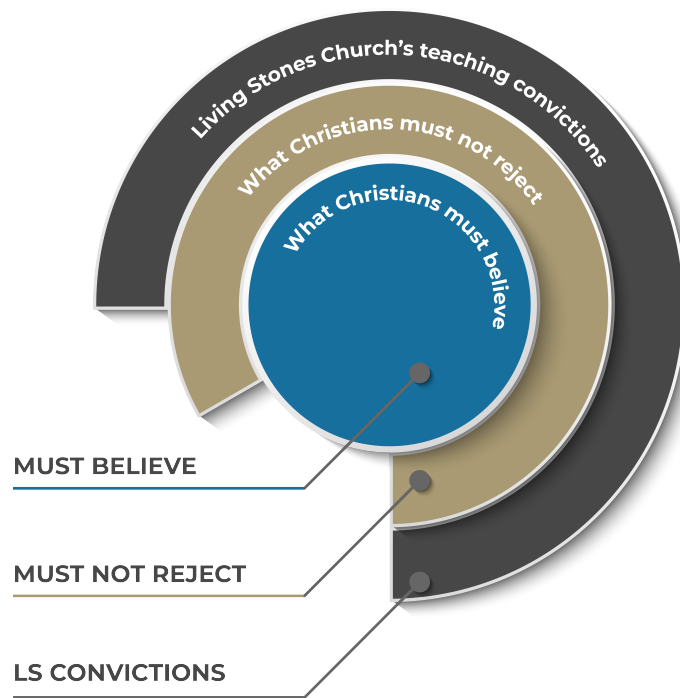 Living Stones Church’s teaching convictions
What Christians must not reject
What Christians must believe
MUST BELIEVE
MUST NOT REJECT
LS CONVICTIONS